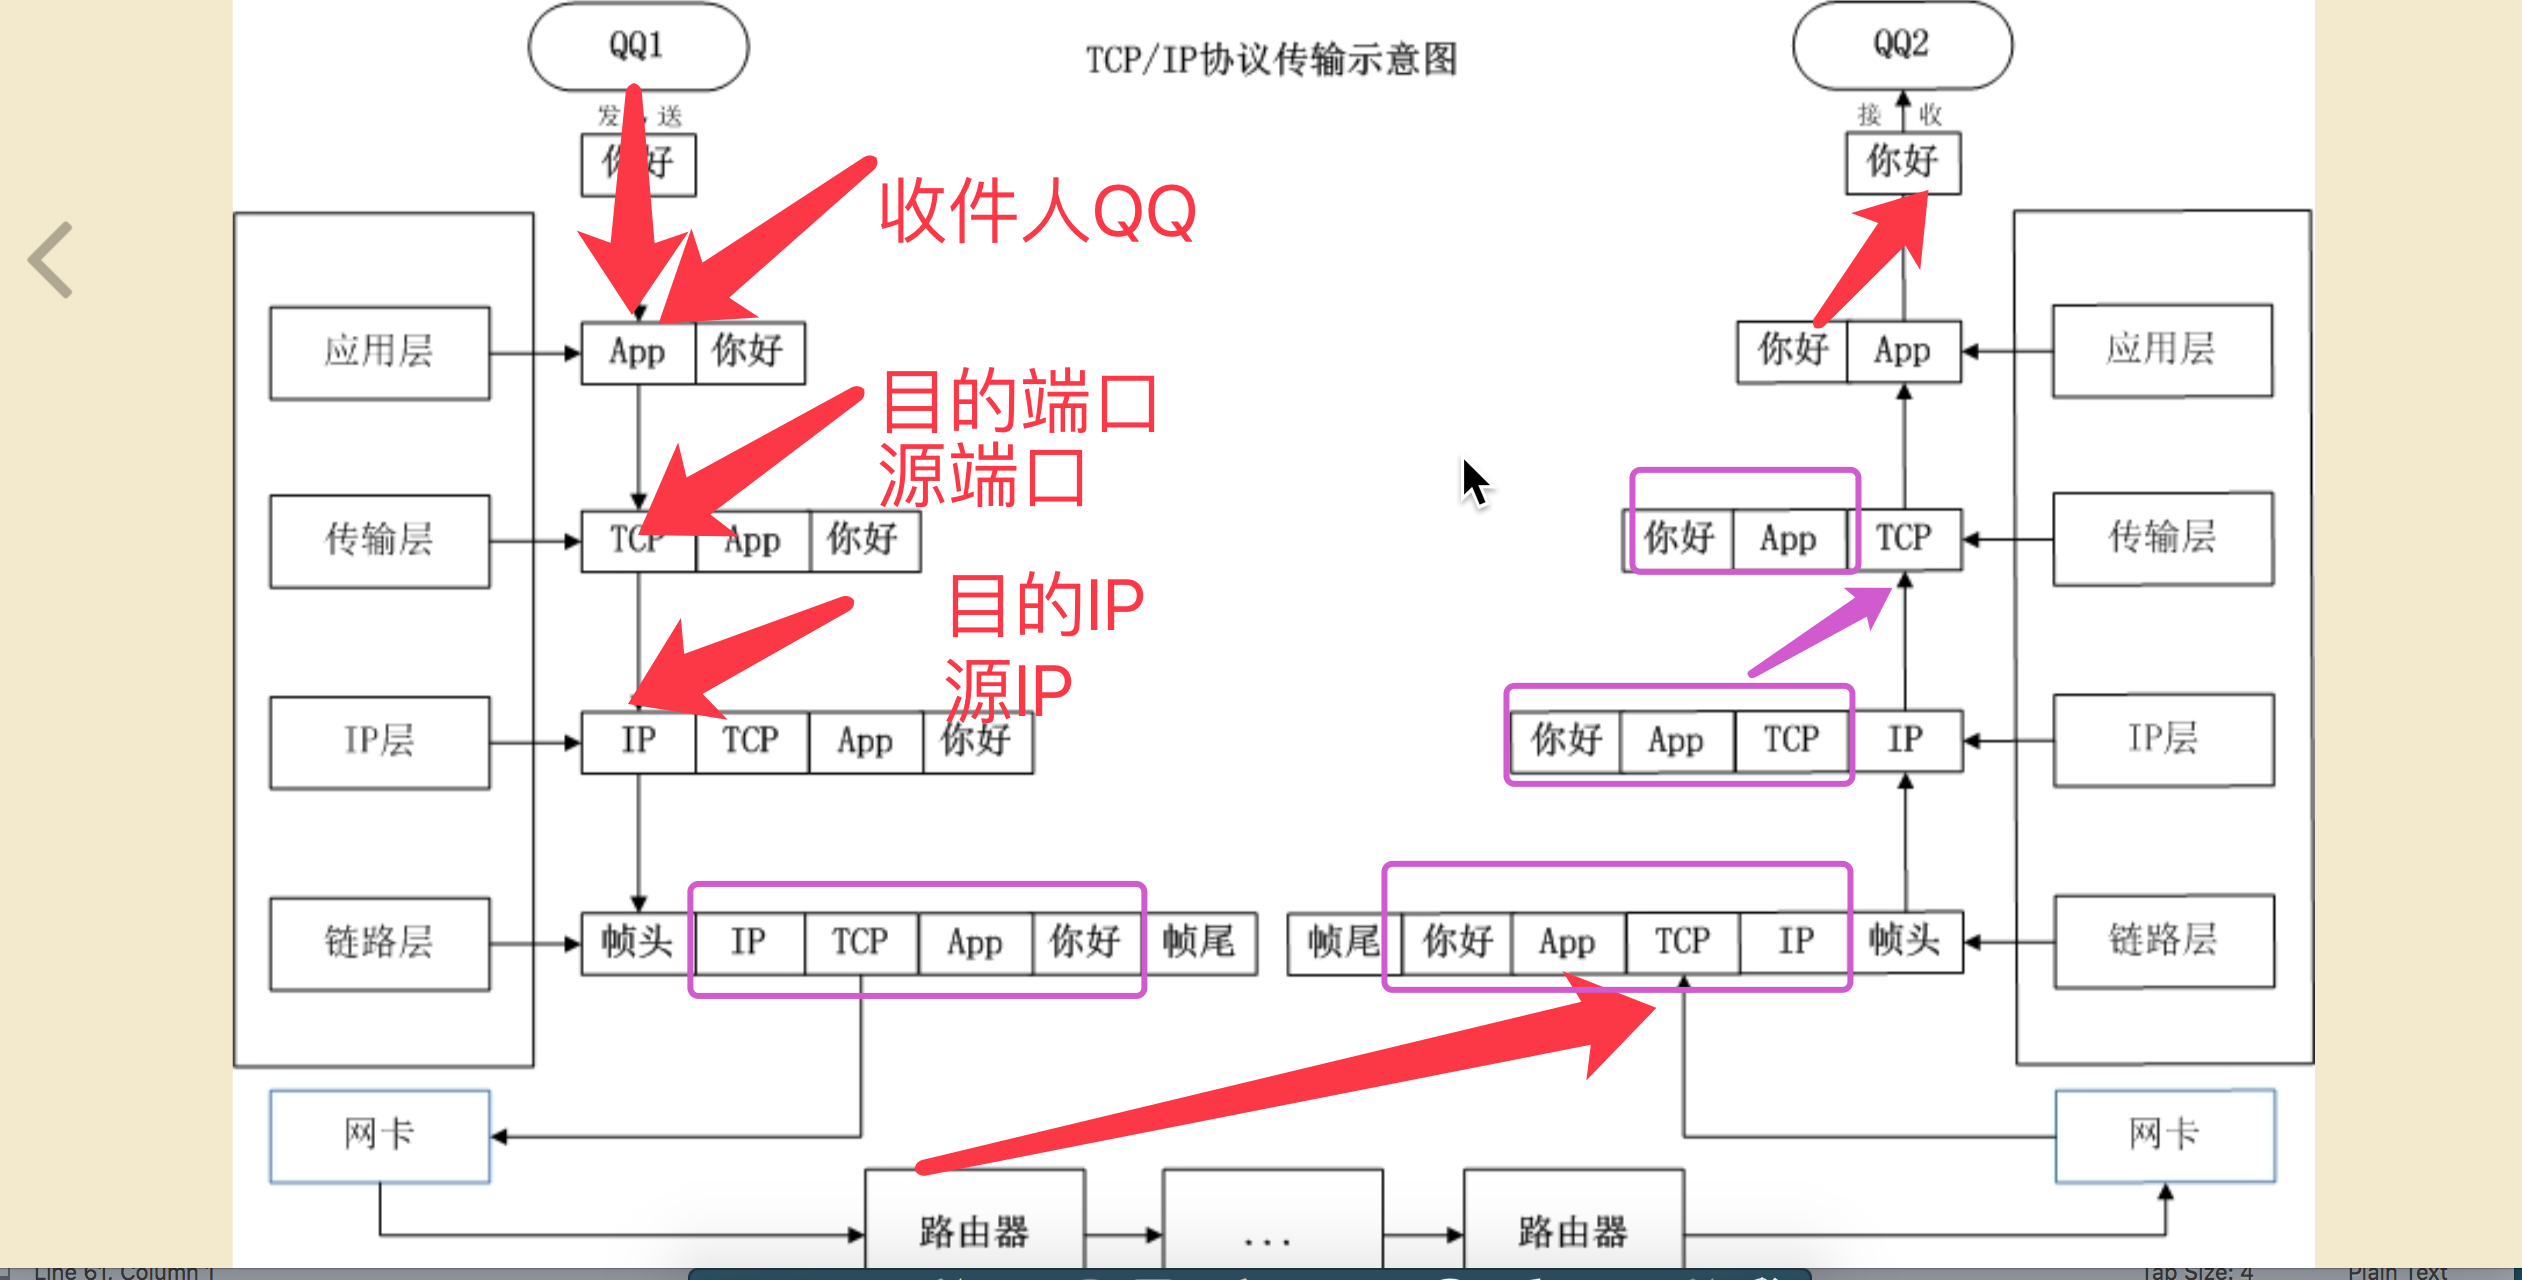 QQ1
TCP/IP协议传输示意图
QQ2
发 送
接 收
你好
你好
收件人QQ
应用层
App 你好
你好 App
应用层
目的端口
源端口
传输层
TCP App 你好
你好 App TCP
传输层
目的IP
源IP
IP层
IP TCP App 你好
你好 App TCP IP
IP层
链路层
帧头 IP TCP App 你好 帧尾
帧尾 你好 App TCP IP 帧头
链路层
网卡
网卡
路由器
...
路由器
Line 61, Column 1
Tab Size: 4
Plain Text